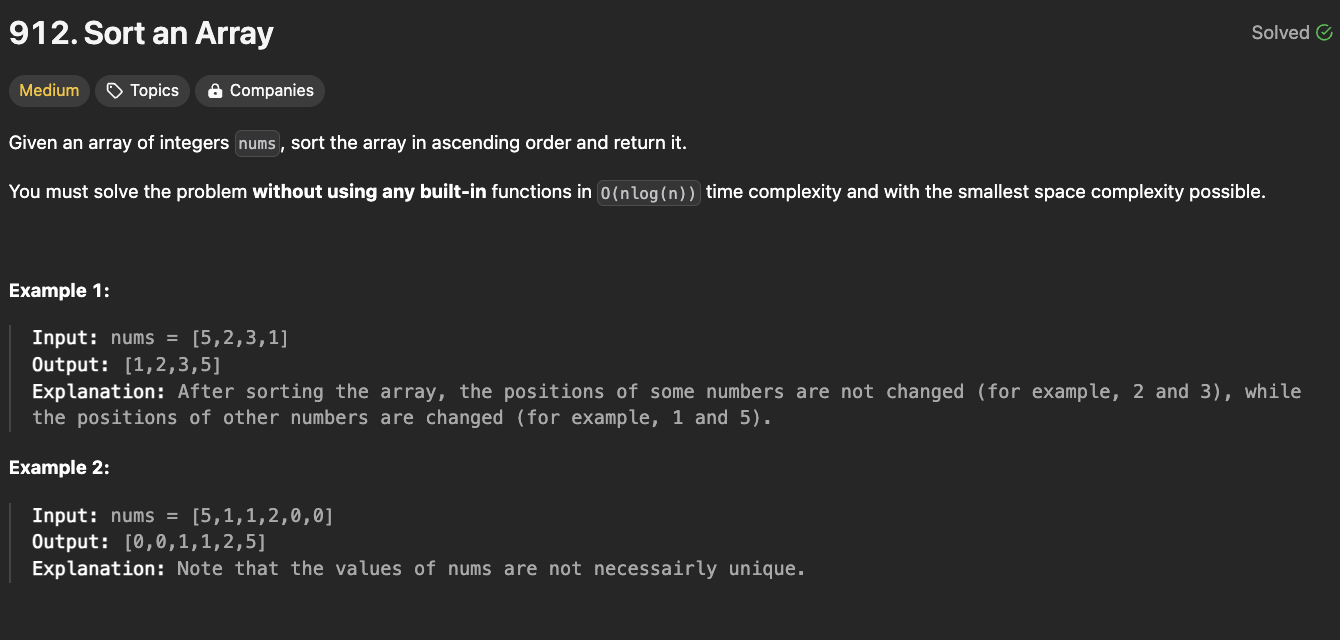 912. Sort an Array
Solved
Medium
Topics
Companies
Given an array of integers nums, sort the array in ascending order and return it.
You must solve the problem without using any built-in functions in O(nlog(n)) time complexity and with the smallest space complexity possible.
Example 1:
Input: nums = [5,2,3,1]
Output: [1,2,3,5]
Explanation: After sorting the array, the positions of some numbers are not changed (for example, 2 and 3), while
the positions of other numbers are changed (for example, 1 and 5).
Example 2:
Input: nums = [5,1,1,2,0,0]
Output: [0,0,1,1,2,5]
Explanation: Note that the values of nums are not necessairly unique.